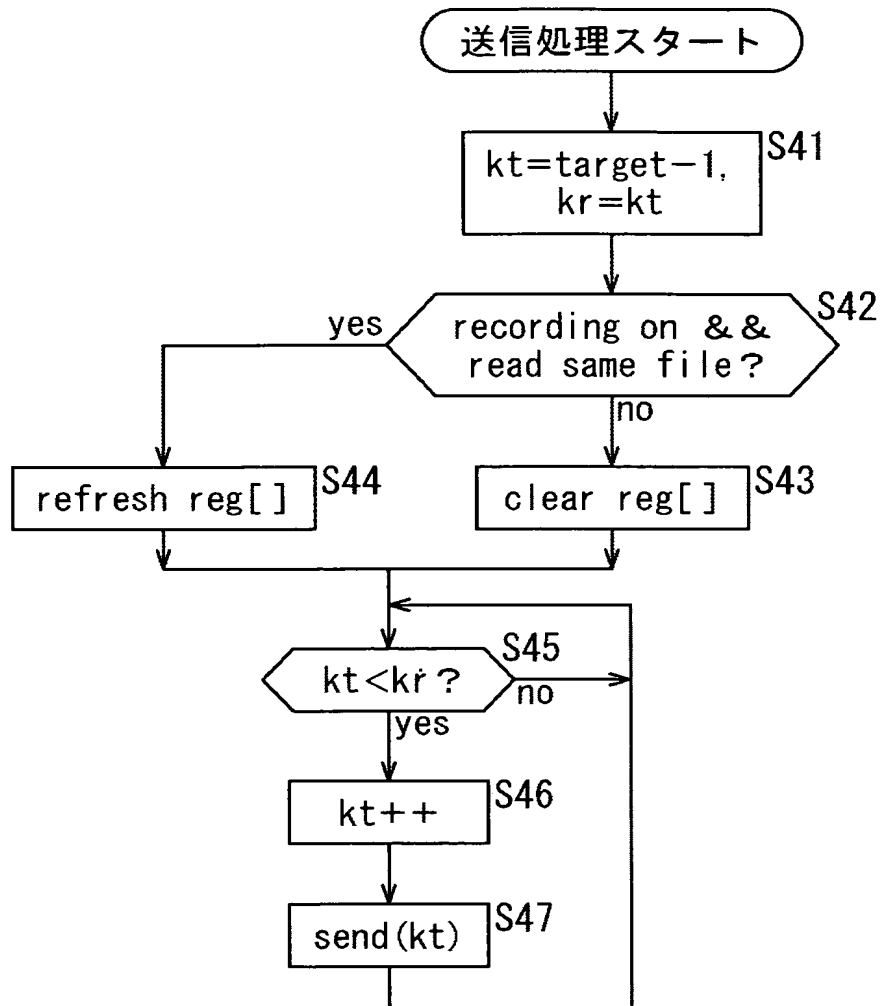 送信処理スタート
S41
kt=target-1,
kr=kt
S42
recording on &&
read same file?
yes
no
S44
refresh reg[]
S43
clear reg[]
S45
kt<kr?
no
yes
S46
kt++
S47
send(kt)